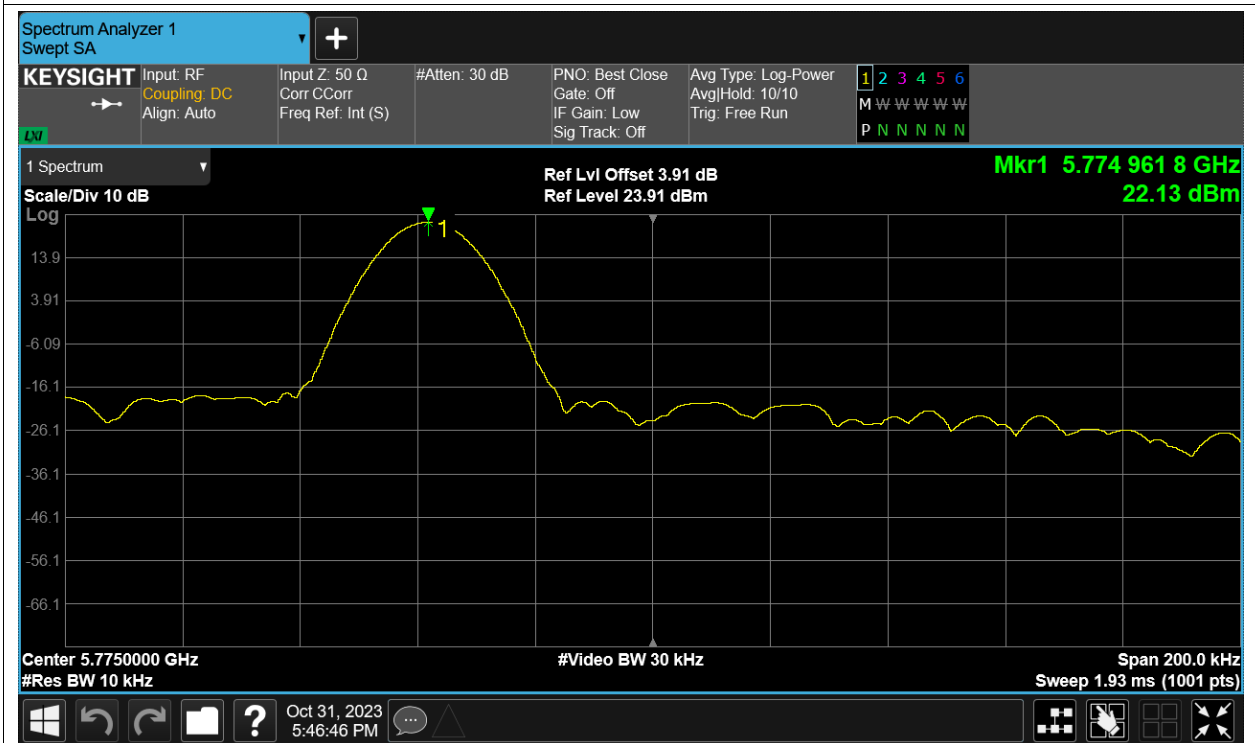 Spectrum Analyzer 1
Swept SA
KEYSIGHT
LXI
Input: RF
Coupling: DC
Align: Auto
Input Z: 50 Ω
Corr CCorr
Freq Ref: Int (S)
#Atten: 30 dB
PNO: Best Close
Gate: Off
IF Gain: Low
Sig Track: Off
Avg Type: Log-Power
Avg|Hold: 10/10
Trig: Free Run
1 2 3 4 5 6
M W W W W W
P N N N N N
1 Spectrum
Scale/Div 10 dB
Ref Lvl Offset 3.91 dB
Ref Level 23.91 dBm
Mkr1 5.774 961 8 GHz
22.13 dBm
Log
1
13.9
3.91
-6.09
-16.1
-26.1
-36.1
-46.1
-56.1
-66.1
Center 5.7750000 GHz
#Video BW 30 kHz
Span 200.0 kHz
#Res BW 10 kHz
Sweep 1.93 ms (1001 pts)
?
Oct 31, 2023
5:46:46 PM